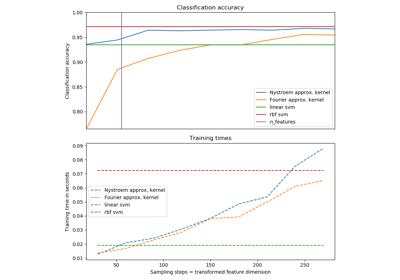 Classification accuracy
1.00
0.95
0.90
0.85
0.80
Classification accuracy
Nystroem approx. kernel
Fourier approx. kernel
linear svm
rbf svm
n_features
Training times
0.09
0.08
0.07
0.06
0.05
0.04
0.03
0.02
0.01
Training time in seconds
Nystroem approx. kernel
Fourier approx. kernel
linear svm
rbf svm
50
100
150
200
250
Sampling steps = transformed feature dimension